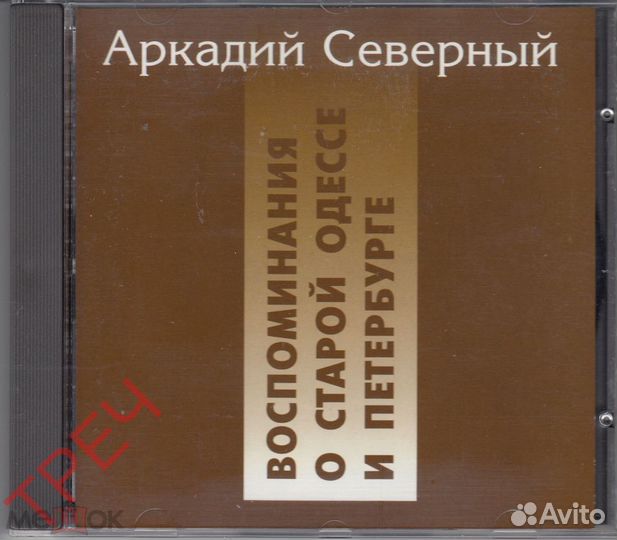 Аркадий Северный
ВОСПОМИНАНИЯ
О СТАРОЙ ОДЕССЕ
И ПЕТЕРБУРГЕ
ТРЕЧ
Avito